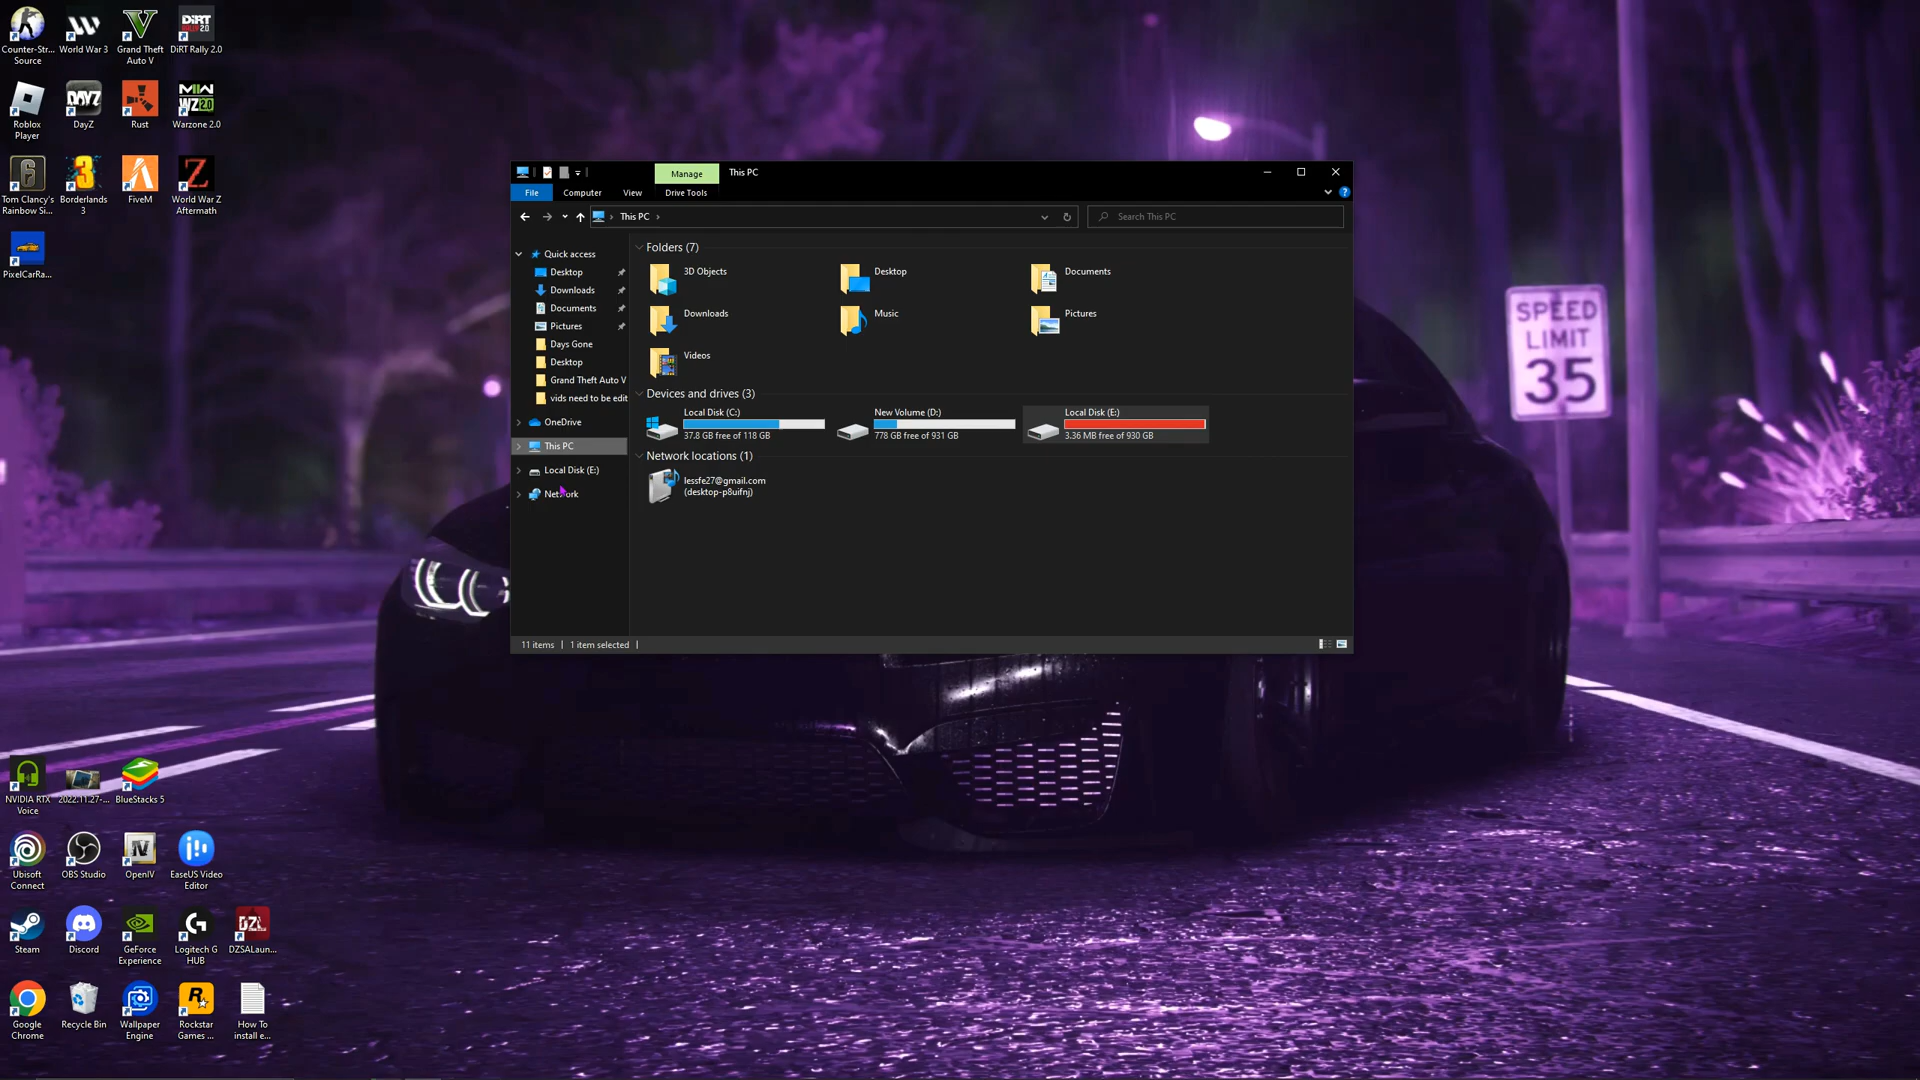 Counter-Str...
Source
World War 3
Grand Theft
Auto V
DiRT Rally 2.0
Roblox
Player
DayZ
Rust
Warzone 2.0
Tom Clancy's
Rainbow Si...
Borderlands
3
FiveM
World War Z
Aftermath
PixelCarRa...
Manage
This PC
File
Computer
View
Drive Tools
This PC
Search This PC
Quick access
Desktop
Downloads
Documents
Pictures
Days Gone
Desktop
Grand Theft Auto V
vids need to be edit
OneDrive
This PC
Local Disk (E:)
Network
Folders (7)
3D Objects
Desktop
Documents
Downloads
Music
Pictures
Videos
Devices and drives (3)
Local Disk (C:)
37.8 GB free of 118 GB
New Volume (D:)
778 GB free of 931 GB
Local Disk (E:)
3.36 MB free of 930 GB
Network locations (1)
lessfe27@gmail.com
(desktop-p8uifnj)
11 items
1 item selected
SPEED
LIMIT
35
NVIDIA RTX
Voice
2022.11.27-...
BlueStacks 5
Ubisoft
Connect
OBS Studio
OpenIV
EaseUS Video
Editor
Steam
Discord
GeForce
Experience
Logitech G
HUB
DZSALaun...
Google
Chrome
Recycle Bin
Wallpaper
Engine
Rockstar
Games ...
How To
install e...